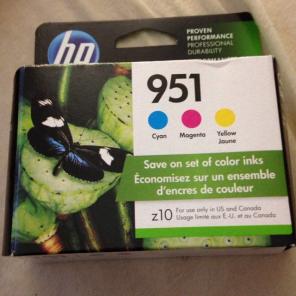 hp
PROVEN
PERFORMANCE
PROFESSIONAL
DURABILITY
951
Cyan
Magenta
Yellow
Jaune
Save on set of color inks
Économisez sur un ensemble
d'encres de couleur
z10
For use only in US and Canada
Usage limité aux É.-U. et au Canada